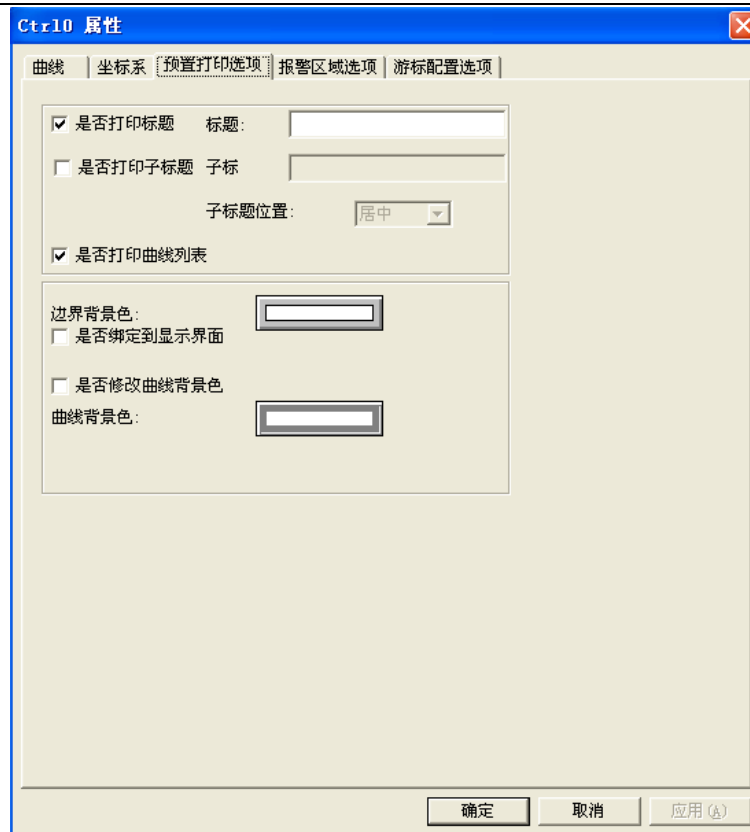 Ctrl0 属性
曲线 坐标系 预置打印选项 报警区域选项 游标配置选项
是否打印标题 标题:
是否打印子标题 子标
子标题位置: 居中
是否打印曲线列表
边界背景色:
是否绑定到显示界面
是否修改曲线背景色
曲线背景色:
确定 取消 应用(A)